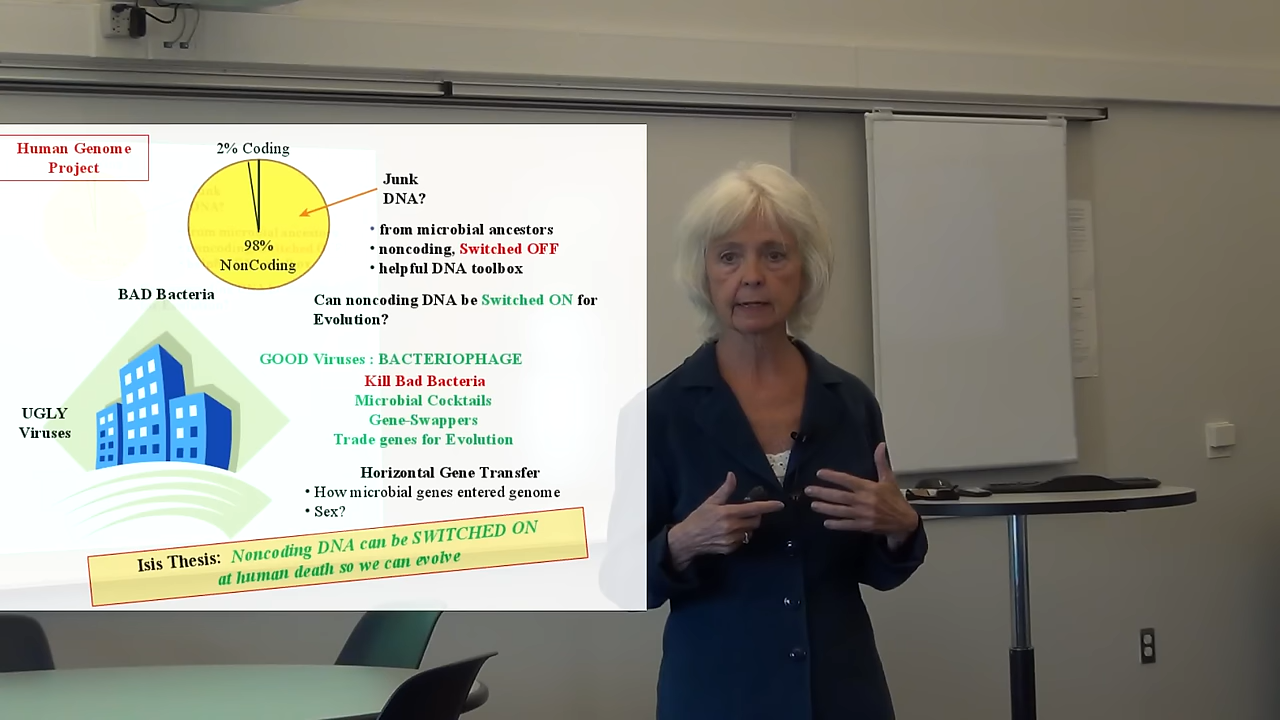 Human Genome
Project
2% Coding
98%
NonCoding
Junk
DNA?
• from microbial ancestors
• noncoding, Switched OFF
• helpful DNA toolbox
Can noncoding DNA be Switched ON for
Evolution?
BAD Bacteria
UGLY
Viruses
GOOD Viruses : BACTERIOPHAGE
Kill Bad Bacteria
Microbial Cocktails
Gene-Swappers
Trade genes for Evolution
Horizontal Gene Transfer
• How microbial genes entered genome
• Sex?
Isis Thesis: Noncoding DNA can be SWITCHED ON
at human death so we can evolve